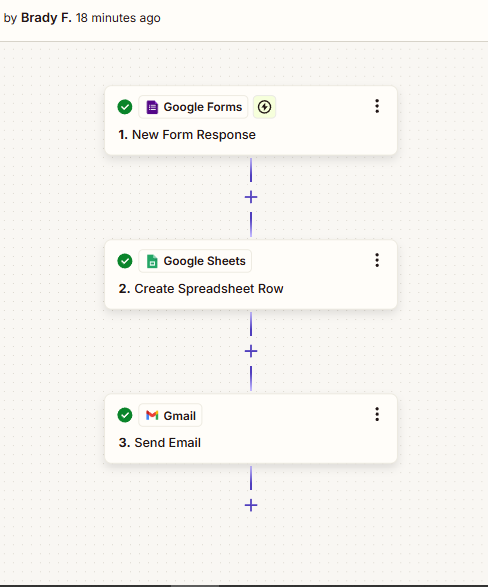 by Brady F. 18 minutes ago
Google Forms
1. New Form Response
Google Sheets
2. Create Spreadsheet Row
Gmail
3. Send Email